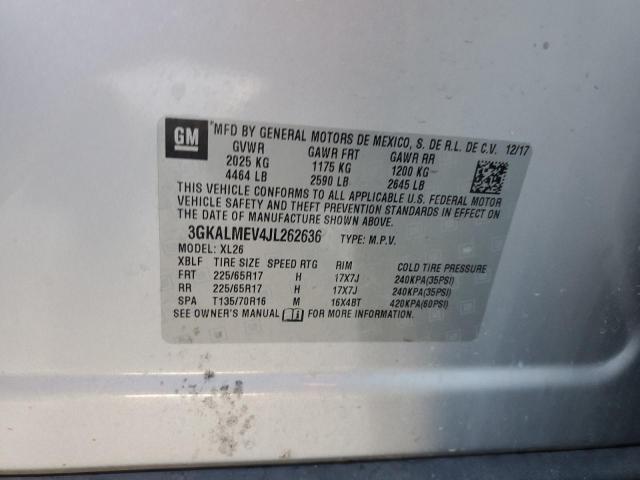 GM
*MFD BY GENERAL MOTORS DE MEXICO, S. DE R.L. DE C.V. 12/17
GVWR GAWR FRT GAWR RR
2025 KG 1175 KG 1200 KG
4464 LB 2590 LB 2645 LB
THIS VEHICLE CONFORMS TO ALL APPLICABLE U.S. FEDERAL MOTOR
VEHICLE SAFETY AND THEFT PREVENTION STANDARDS IN EFFECT ON THE
DATE OF MANUFACTURE SHOWN ABOVE.
3GKALMEV4JL262636 TYPE: M.P.V.
MODEL: XL26
XBLF TIRE SIZE SPEED RTG RIM COLD TIRE PRESSURE
FRT 225/65R17 H 17X7J 240KPA(35PSI)
RR 225/65R17 H 17X7J 240KPA(35PSI)
SPA T135/70R16 M 16X4BT 420KPA(60PSI)
SEE OWNER'S MANUAL FOR MORE INFORMATION.